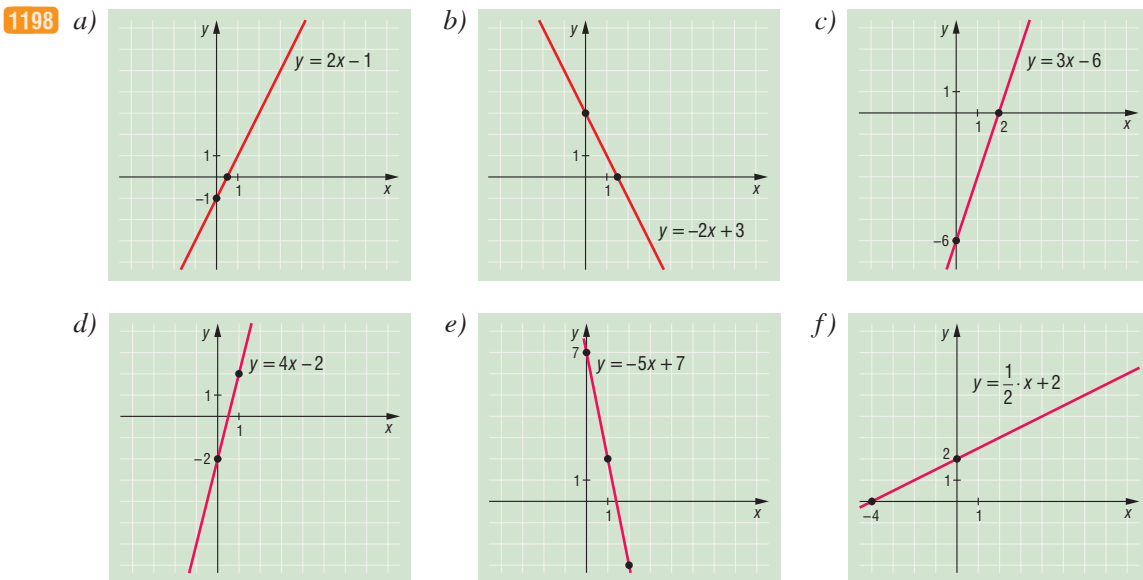 1198
a)
y
y = 2x – 1
1
–1
1
x
b)
y
1
1
x
y = –2x + 3
c)
y
y = 3x – 6
1
1 2
x
–6
d)
y
y = 4x – 2
1
1
x
–2
e)
y
7
y = –5x + 7
1
1
x
f)
y
y = \frac{1}{2} · x + 2
2
1
–4
1
x